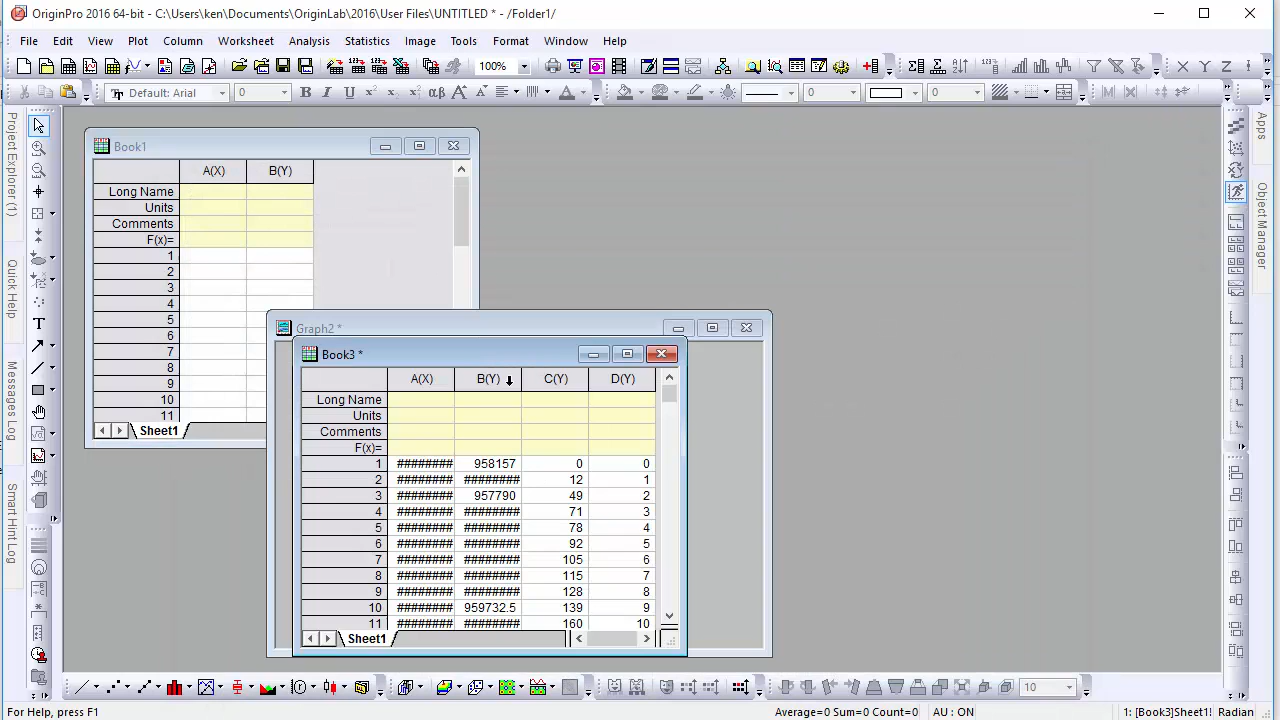 OriginPro 2016 64-bit - C:\Users\ken\Documents\OriginLab\2016\User Files\UNTITLED * - /Folder1/
File Edit View Plot Column Worksheet Analysis Statistics Image Tools Format Window Help
100%
Default: Arial 0 B I U αβ A A A 0 0
Project Explorer (1)
Quick Help
Messages Log
Smart Hint Log
Apps
Object Manager
Book1
A(X) B(Y)
Long Name
Units
Comments
F(x)=
1
2
3
4
5
6
7
8
9
10
11
Sheet1
Graph2 *
Book3 *
A(X) B(Y) C(Y) D(Y)
Long Name
Units
Comments
F(x)=
1 ######## 958157 0 0
2 ######## ######## 12 1
3 ######## 957790 49 2
4 ######## ######## 71 3
5 ######## ######## 78 4
6 ######## ######## 92 5
7 ######## ######## 105 6
8 ######## ######## 115 7
9 ######## ######## 128 8
10 ######## 959732.5 139 9
11 ######## ######## 160 10
Sheet1
10
For Help, press F1 Average=0 Sum=0 Count=0 AU : ON 1: [Book3]Sheet1! Radian